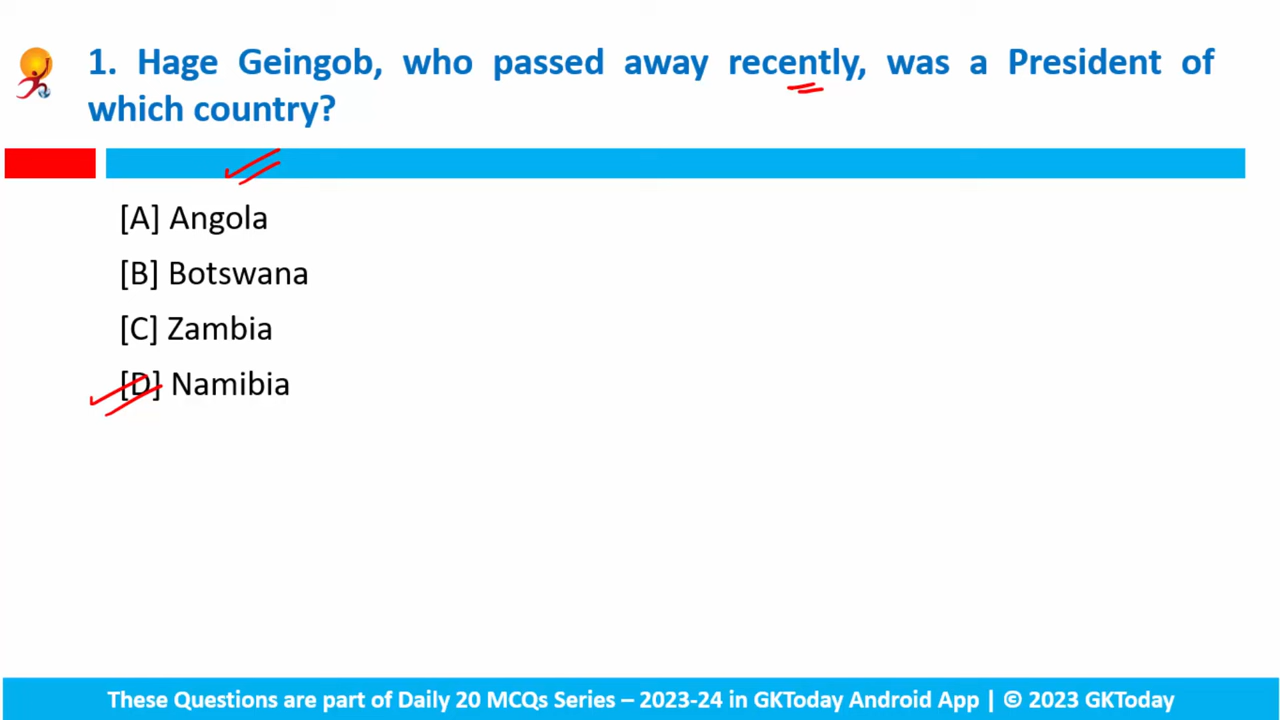 1. Hage Geingob, who passed away recently, was a President of
which country?
[A] Angola
[B] Botswana
[C] Zambia
[D] Namibia
These Questions are part of Daily 20 MCQs Series – 2023-24 in GKToday Android App | © 2023 GKToday